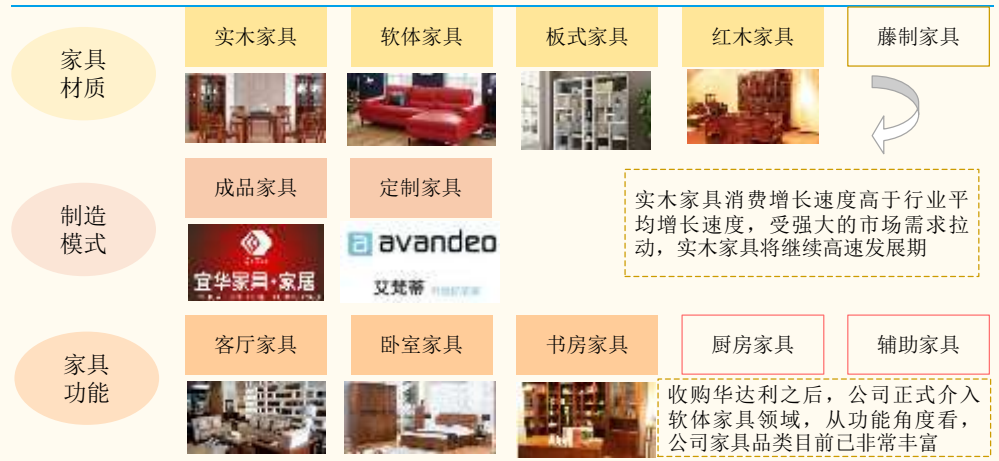 家具
材质
实木家具
软体家具
板式家具
红木家具
藤制家具
制造
模式
成品家具
定制家具
宜华家具·家居
avandeo
艾梵蒂
实木家具消费增长速度高于行业平
均增长速度，受强大的市场需求拉
动，实木家具将继续高速发展期
家具
功能
客厅家具
卧室家具
书房家具
厨房家具
辅助家具
收购华达利之后，公司正式介入
软体家具领域，从功能角度看，
公司家具品类目前已非常丰富